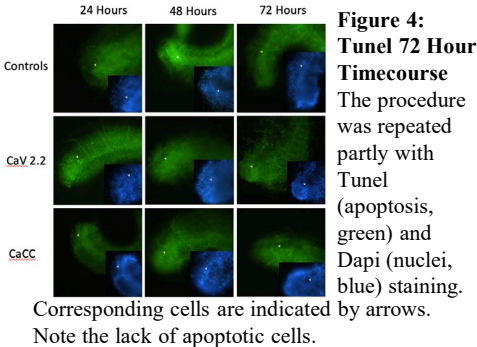 24 Hours 48 Hours 72 Hours
Controls
CaV 2.2
CaCC
Figure 4:
Tunel 72 Hour
Timecourse
The procedure
was repeated
partly with
Tunel
(apoptosis,
green) and
Dapi (nuclei,
blue) staining.
Corresponding cells are indicated by arrows.
Note the lack of apoptotic cells.